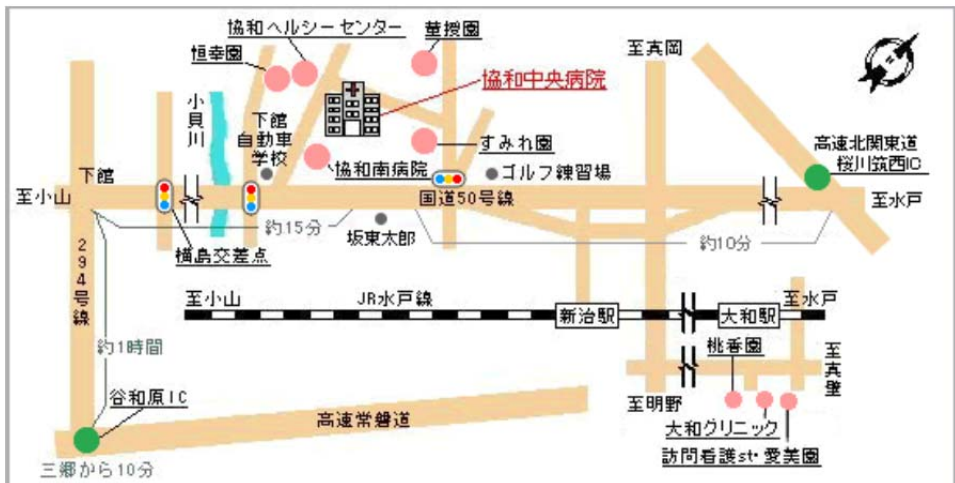 協和ヘルシーセンター
華授園
恒幸園
至真岡
協和中央病院
小貝川
下館
自動車
学校
すみれ園
高速北関東道
桜川筑西IC
下館
協和南病院
ゴルフ練習場
至小山
国道50号線
至水戸
約15分
坂東太郎
約10分
横島交差点
294号線
至小山
JR水戸線
新治駅
大和駅
至水戸
約1時間
桃香園
至真壁
谷和原IC
至明野
高速常磐道
大和クリニック
訪問看護st・愛美園
三郷から10分